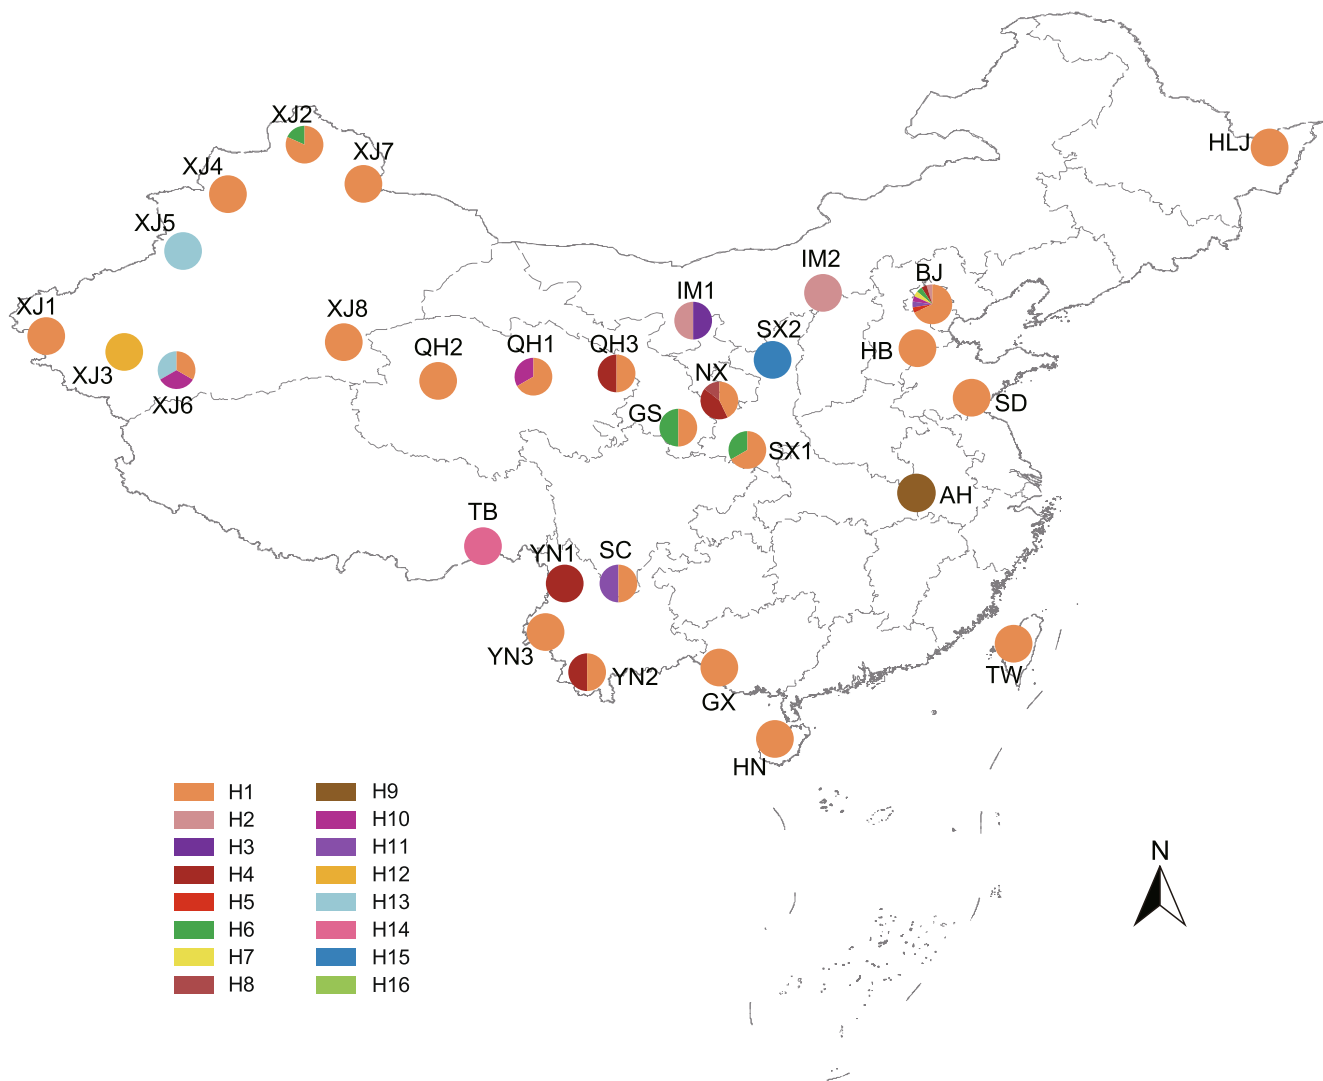 XJ2
HLJ
XJ7
XJ4
XJ5
IM2
BJ
IM1
XJ1
XJ8
SX2
QH2
QH1
QH3
HB
NX
XJ3
XJ6
SD
GS
SX1
AH
TB
YN1
SC
YN3
YN2
TW
GX
HN
H1
H2
H3
H4
H5
H6
H7
H8
H9
H10
H11
H12
H13
H14
H15
H16
N